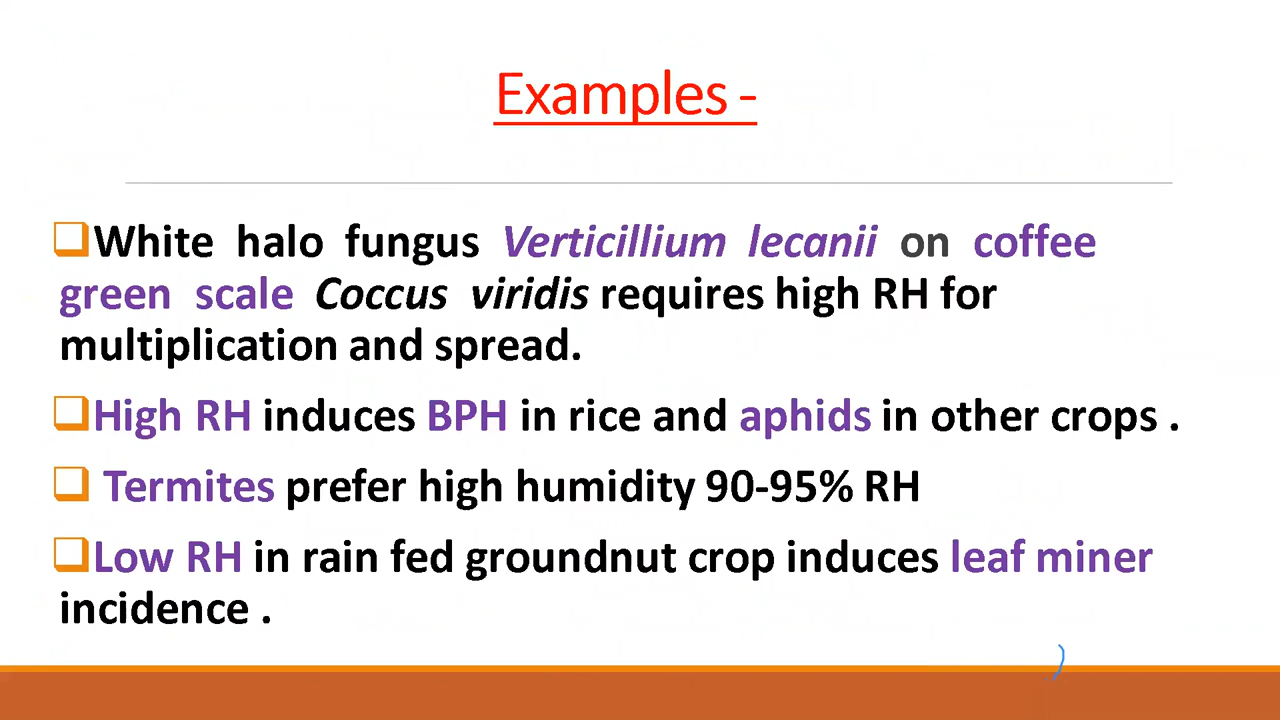 Examples -
White halo fungus Verticillium lecanii on coffee
green scale Coccus viridis requires high RH for
multiplication and spread.
High RH induces BPH in rice and aphids in other crops .
Termites prefer high humidity 90-95% RH
Low RH in rain fed groundnut crop induces leaf miner
incidence .